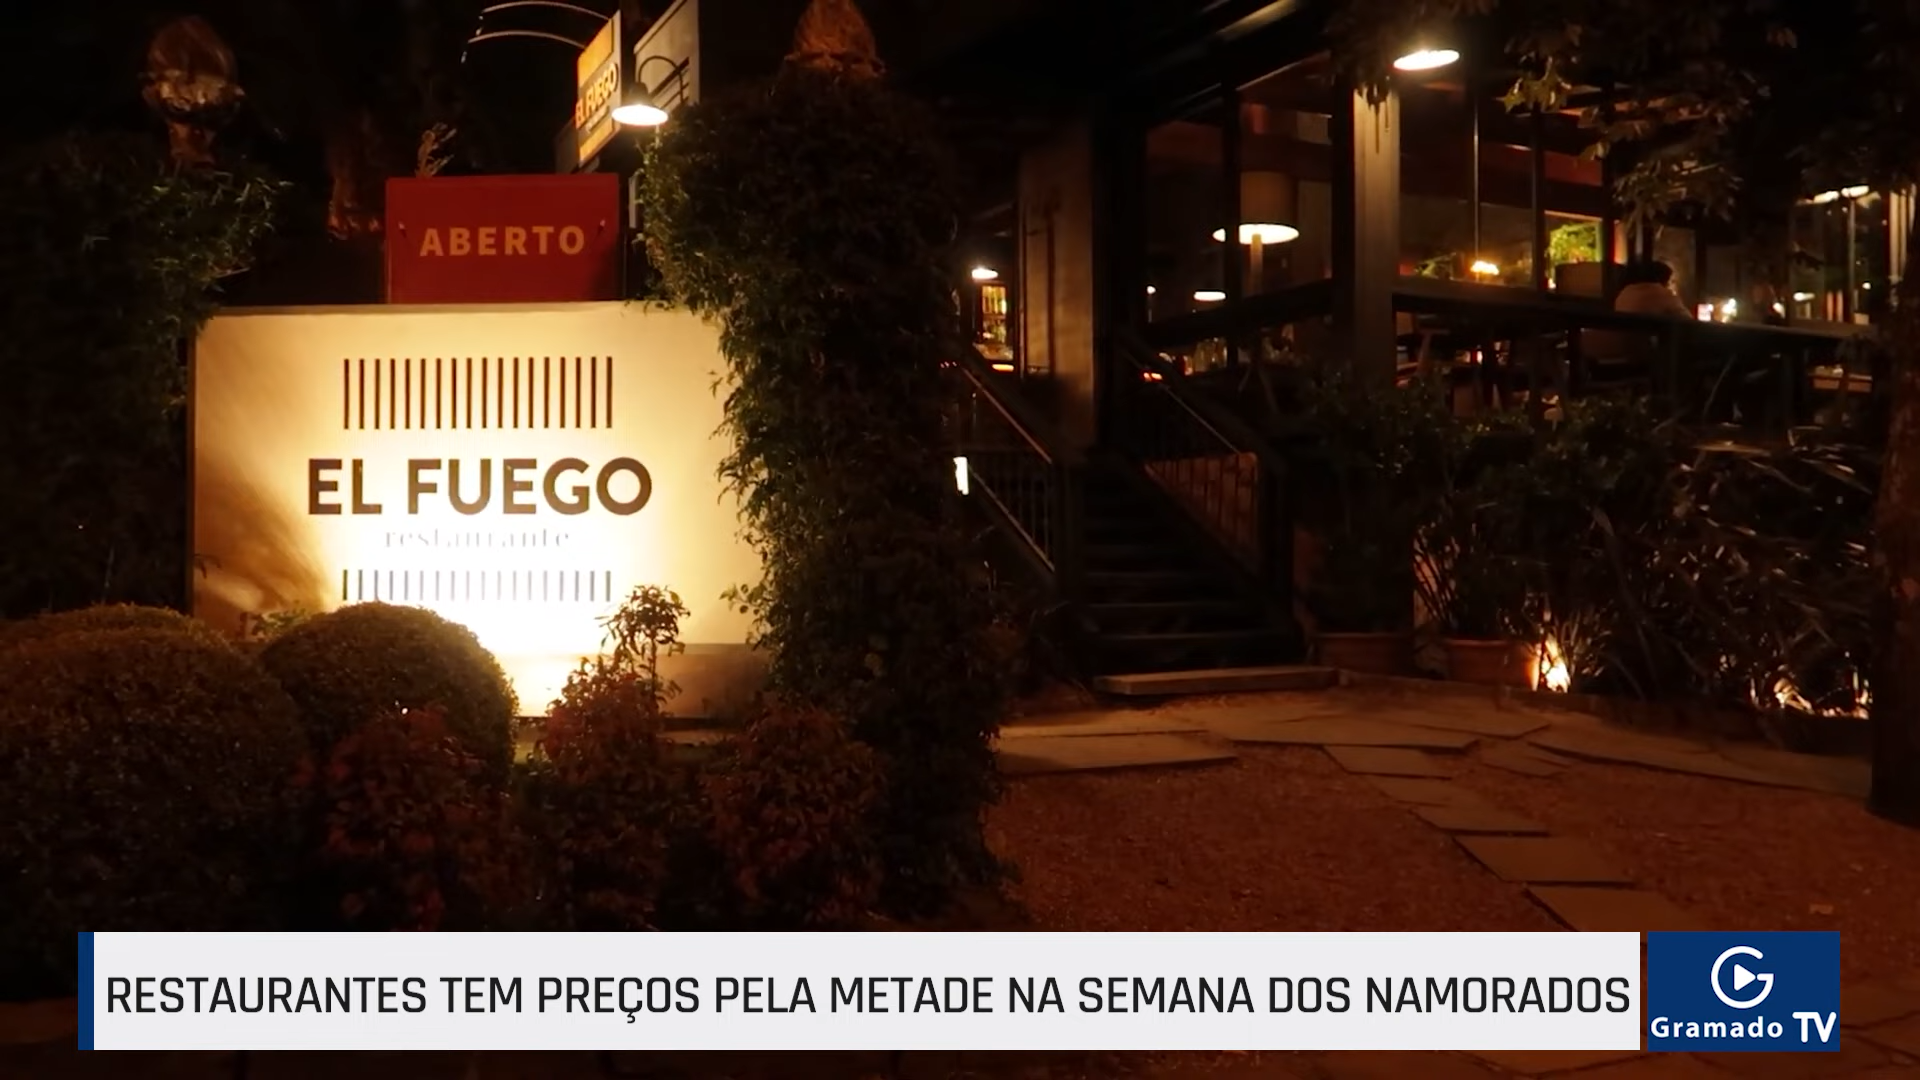 EL FUEGO
ABERTO
EL FUEGO
restaurante
RESTAURANTES TEM PREÇOS PELA METADE NA SEMANA DOS NAMORADOS
Gramado TV